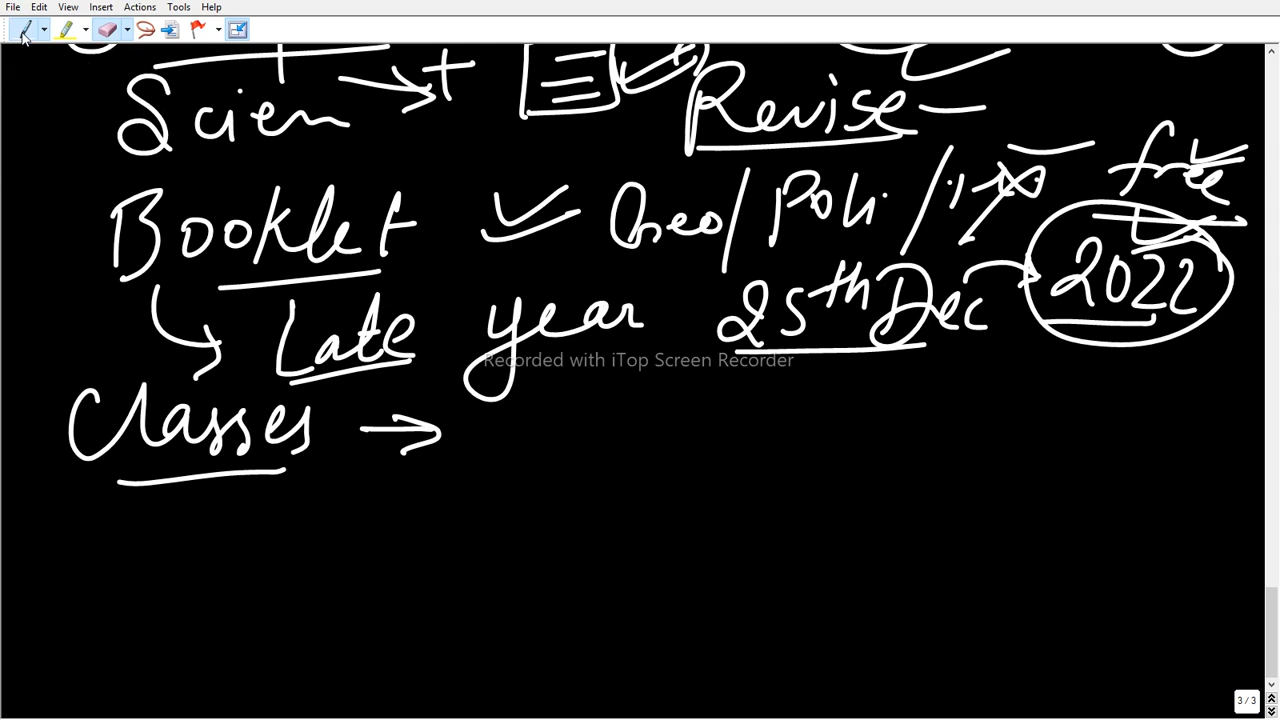 File Edit View Insert Actions Tools Help
Scien → +
Revise —
free
Booklet Geo / Poli /
Late year 25th Dec → 2022
Recorded with iTop Screen Recorder
Classes →
3 / 3